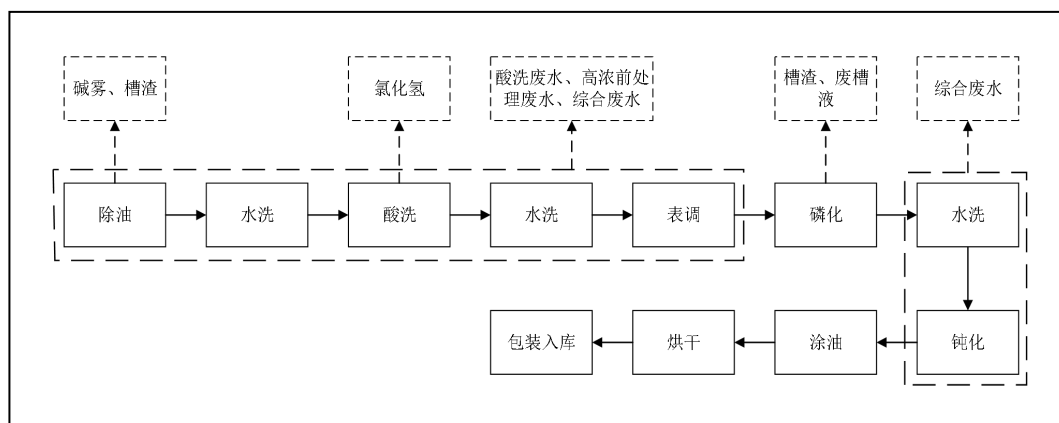 碱雾、槽渣
氯化氢
酸洗废水、高浓前处
理废水、综合废水
槽渣、废槽
液
综合废水
除油
水洗
酸洗
水洗
表调
磷化
水洗
包装入库
烘干
涂油
钝化